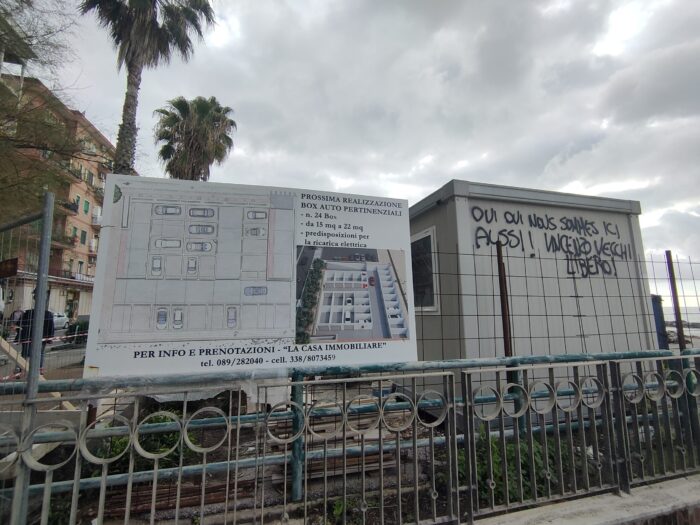 PROSSIMA REALIZZAZIONE
BOX AUTO PERTINENZIALI
- n. 24 Box
- da 15 mq a 22 mq
- predisposizioni per
la ricarica elettrica
PER INFO E PRENOTAZIONI - "LA CASA IMMOBILIARE"
tel. 089/282040 - cell. 338/8073459
OUI OUI NOUS SOMMES ICI
AUSSI! VINCENZO VECCHI
LIBERO!